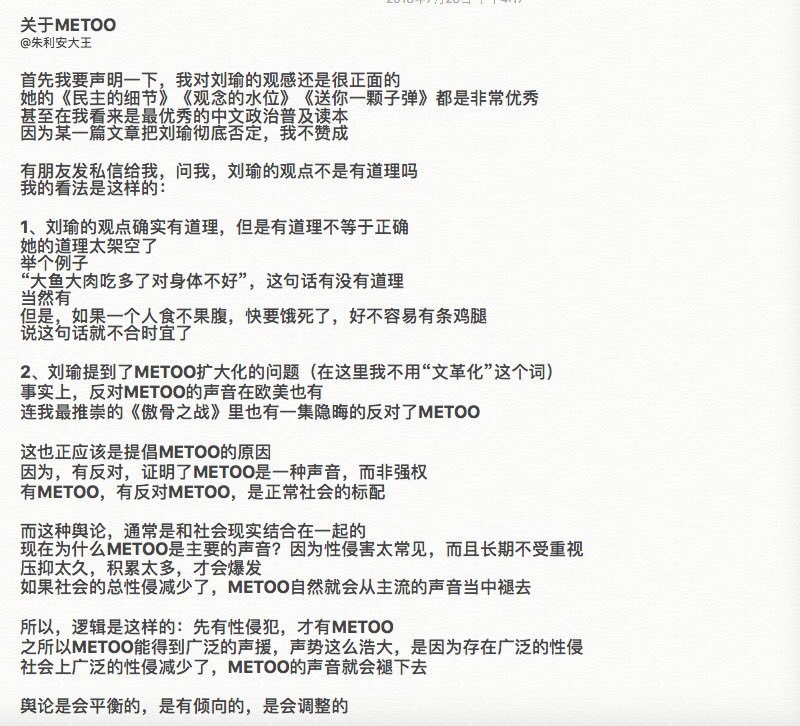 关于METOO
@朱利安大王
首先我要声明一下，我对刘瑜的观感还是很正面的
她的《民主的细节》《观念的水位》《送你一颗子弹》都是非常优秀
甚至在我看来是最优秀的中文政治普及读本
因为某一篇文章把刘瑜彻底否定，我不赞成
有朋友发私信给我，问我，刘瑜的观点不是有道理吗
我的看法是这样的：
1、刘瑜的观点确实有道理，但是有道理不等于正确
她的道理太架空了
举个例子
“大鱼大肉吃多了对身体不好”，这句话有没有道理
当然有
但是，如果一个人食不果腹，快要饿死了，好不容易有条鸡腿
说这句话就不合时宜了
2、刘瑜提到了METOO扩大化的问题（在这里我不用“文革化”这个词）
事实上，反对METOO的声音在欧美也有
连我最推崇的《傲骨之战》里也有一集隐晦的反对了METOO
这也正应该是提倡METOO的原因
因为，有反对，证明了METOO是一种声音，而非强权
有METOO，有反对METOO，是正常社会的标配
而这种舆论，通常是和社会现实结合在一起的
现在为什么METOO是主要的声音？因为性侵害太常见，而且长期不受重视
压抑太久，积累太多，才会爆发
如果社会的总性侵减少了，METOO自然就会从主流的声音当中褪去
所以，逻辑是这样的：先有性侵犯，才有METOO
之所以METOO能得到广泛的声援，声势这么浩大，是因为存在广泛的性侵
社会上广泛的性侵减少了，METOO的声音就会褪下去
舆论是会平衡的，是有倾向的，是会调整的